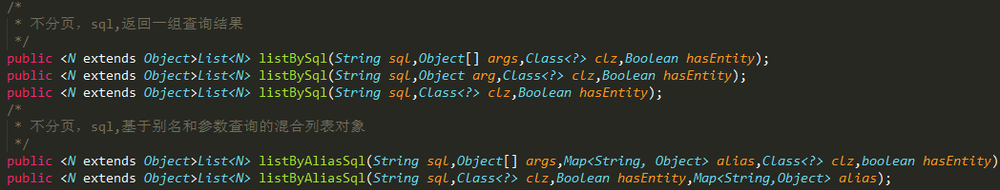 /*
 * 不分页，sql,返回一组查询结果
 */
public <N extends Object>List<N> listBySql(String sql,Object[] args,Class<?> clz,Boolean hasEntity);
public <N extends Object>List<N> listBySql(String sql,Object arg,Class<?> clz,Boolean hasEntity);
public <N extends Object>List<N> listBySql(String sql,Class<?> clz,Boolean hasEntity);
/*
 * 不分页，sql,基于别名和参数查询的混合列表对象
 */
public <N extends Object>List<N> listByAliasSql(String sql,Object[] args,Map<String, Object> alias,Class<?> clz,boolean hasEntity)
public <N extends Object>List<N> listByAliasSql(String sql,Class<?> clz,Boolean hasEntity,Map<String,Object> alias);